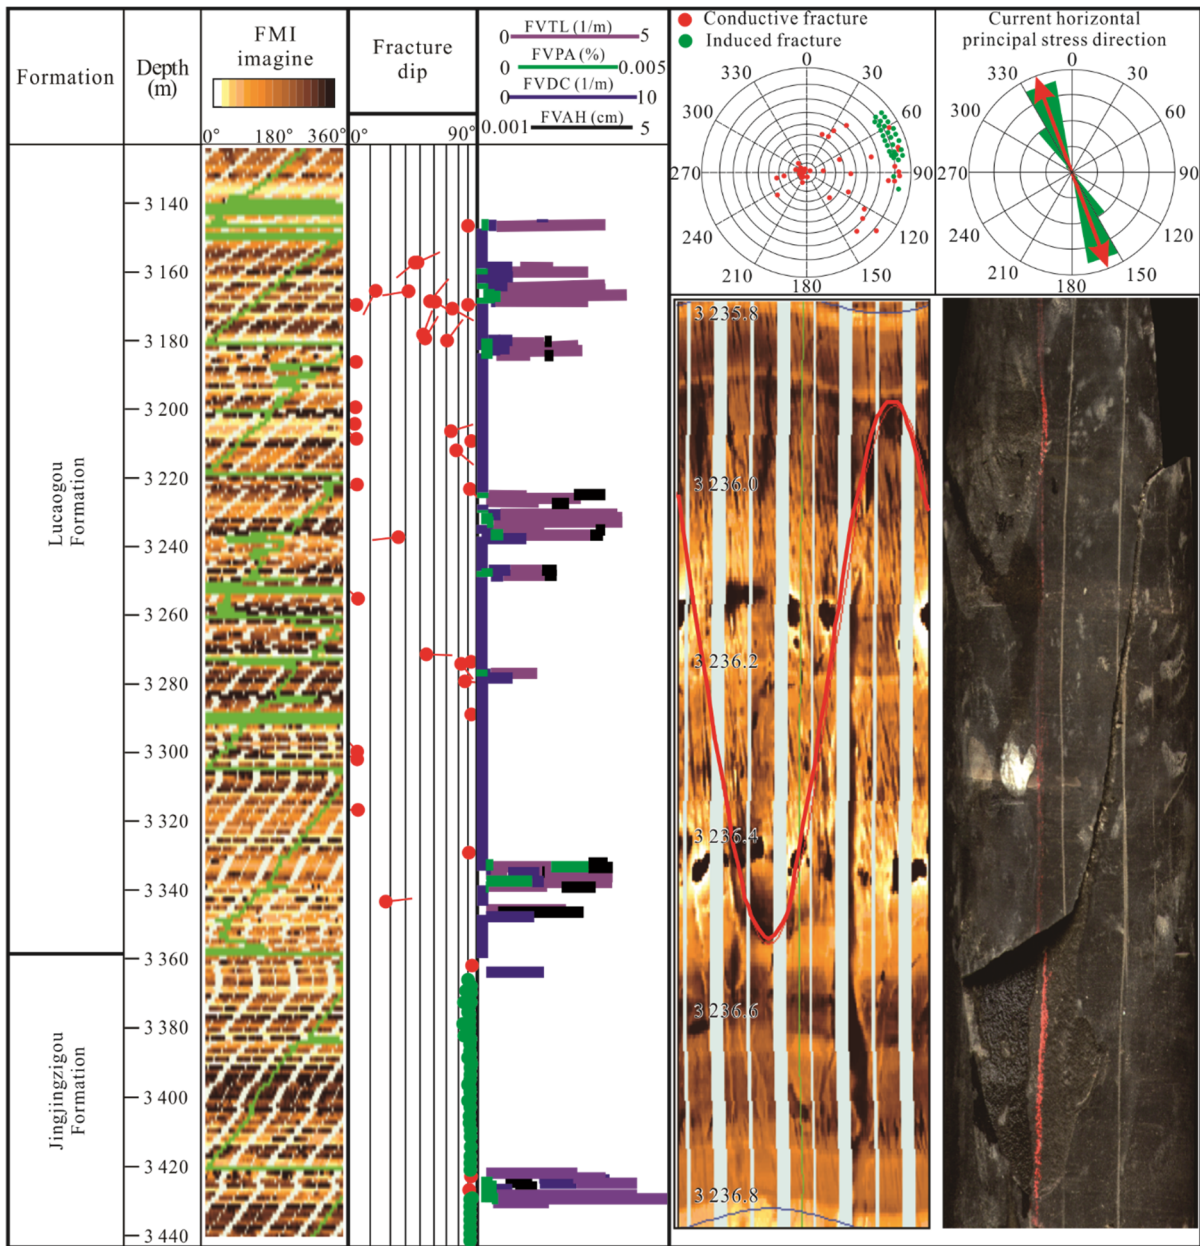 Formation
Depth
(m)
FMI
imagine
0° 180° 360°
Fracture
dip
0° 90°
0 FVTL (1/m) 5
0 FVPA (%) 0.005
0 FVDC (1/m) 10
0.001 FVAH (cm) 5
Conductive fracture
Induced fracture
0
30
60
90
120
150
180
210
240
270
300
330
Current horizontal
principal stress direction
0
30
60
90
120
150
180
210
240
270
300
330
Lucaogou
Formation
Jingjingzigou
Formation
3 140
3 160
3 180
3 200
3 220
3 240
3 260
3 280
3 300
3 320
3 340
3 360
3 380
3 400
3 420
3 440
3 235.8
3 236.0
3 236.2
3 236.4
3 236.6
3 236.8